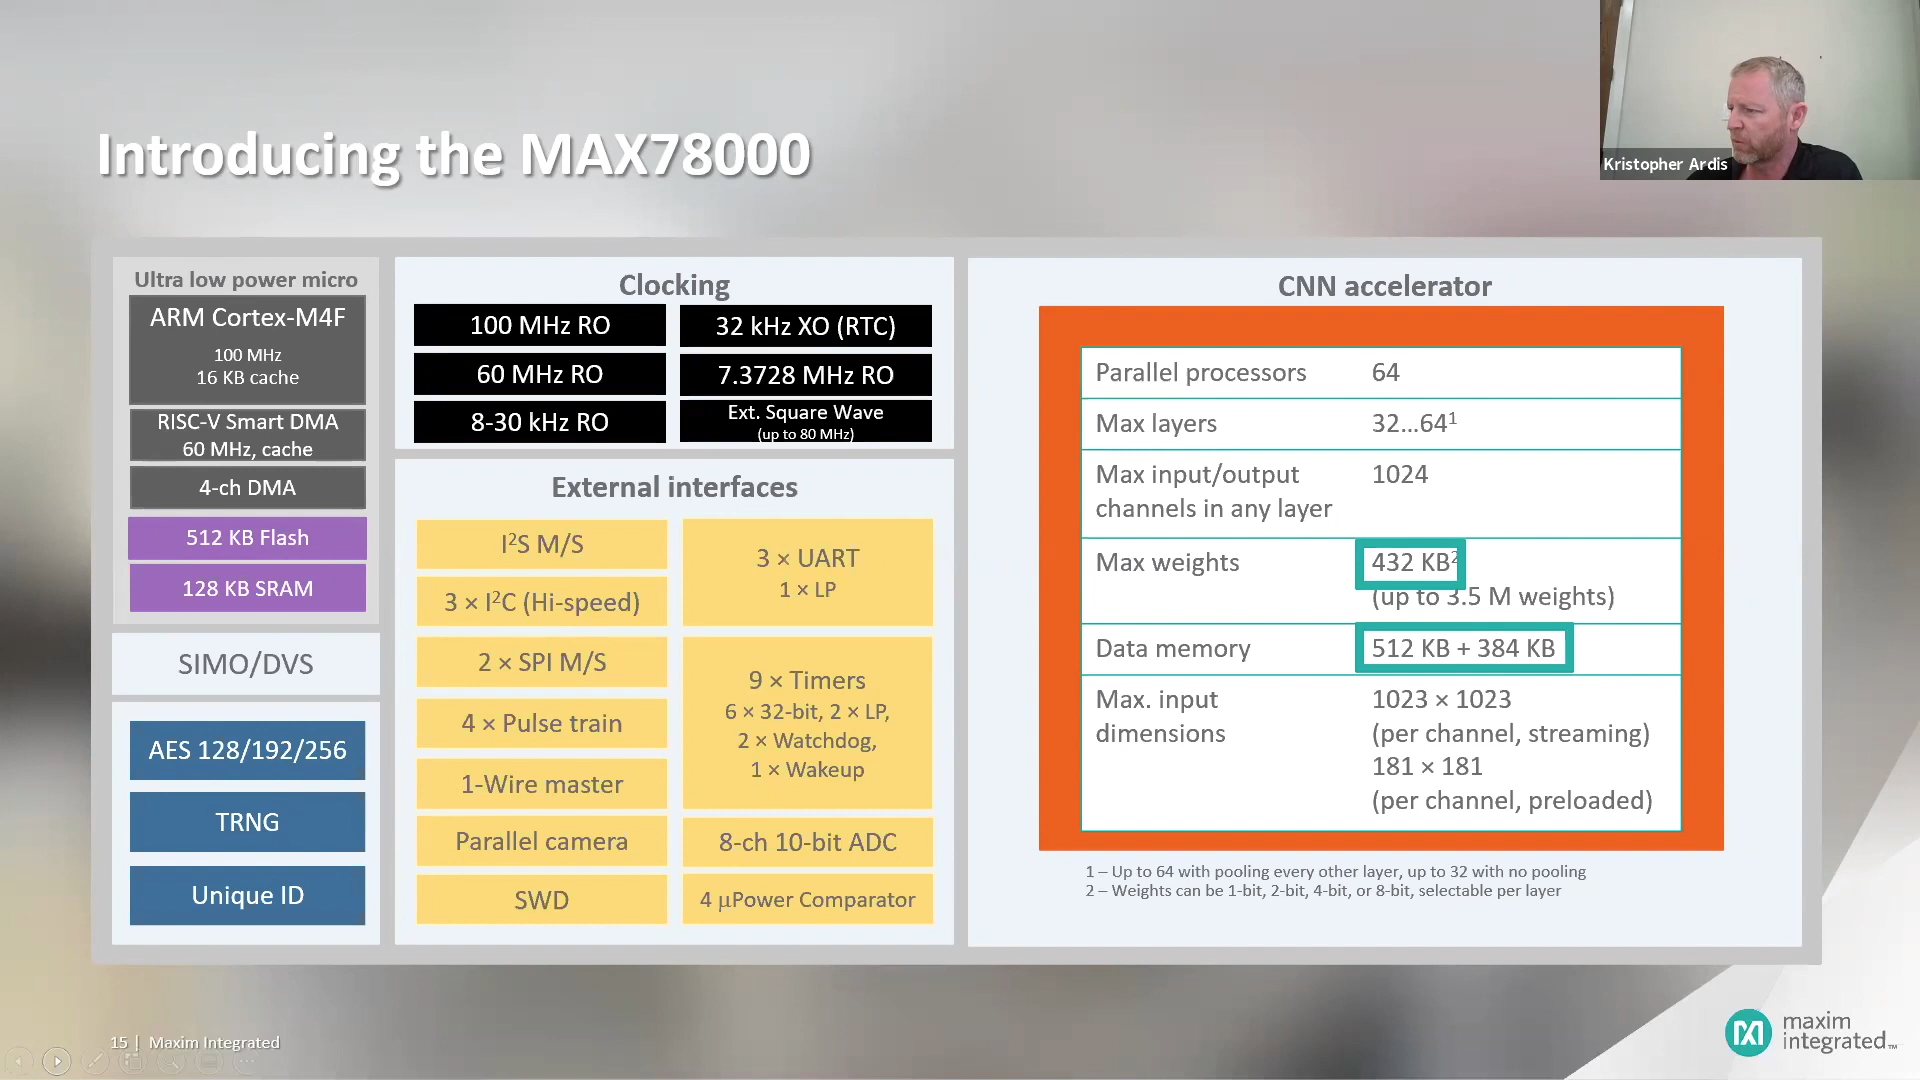 Introducing the MAX78000
Kristopher Ardis
Ultra low power micro
ARM Cortex-M4F
100 MHz
16 KB cache
RISC-V Smart DMA
60 MHz, cache
4-ch DMA
512 KB Flash
128 KB SRAM
SIMO/DVS
AES 128/192/256
TRNG
Unique ID
Clocking
100 MHz RO
32 kHz XO (RTC)
60 MHz RO
7.3728 MHz RO
8-30 kHz RO
Ext. Square Wave
(up to 80 MHz)
External interfaces
I²S M/S
3 × I²C (Hi-speed)
2 × SPI M/S
4 × Pulse train
1-Wire master
Parallel camera
SWD
3 × UART
1 × LP
9 × Timers
6 × 32-bit, 2 × LP,
2 × Watchdog,
1 × Wakeup
8-ch 10-bit ADC
4 µPower Comparator
CNN accelerator
Parallel processors 64
Max layers 32…64¹
Max input/output 1024
channels in any layer
Max weights 432 KB²
(up to 3.5 M weights)
Data memory 512 KB + 384 KB
Max. input 1023 × 1023
dimensions (per channel, streaming)
181 × 181
(per channel, preloaded)
1 – Up to 64 with pooling every other layer, up to 32 with no pooling
2 – Weights can be 1-bit, 2-bit, 4-bit, or 8-bit, selectable per layer
15 | Maxim Integrated
maxim
integrated™